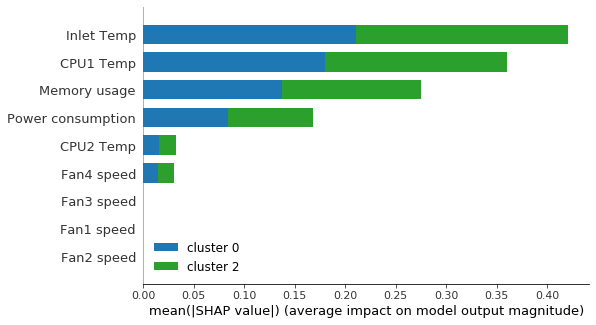 Inlet Temp
CPU1 Temp
Memory usage
Power consumption
CPU2 Temp
Fan4 speed
Fan3 speed
Fan1 speed
Fan2 speed
cluster 0
cluster 2
0.00 0.05 0.10 0.15 0.20 0.25 0.30 0.35 0.40
mean(|SHAP value|) (average impact on model output magnitude)